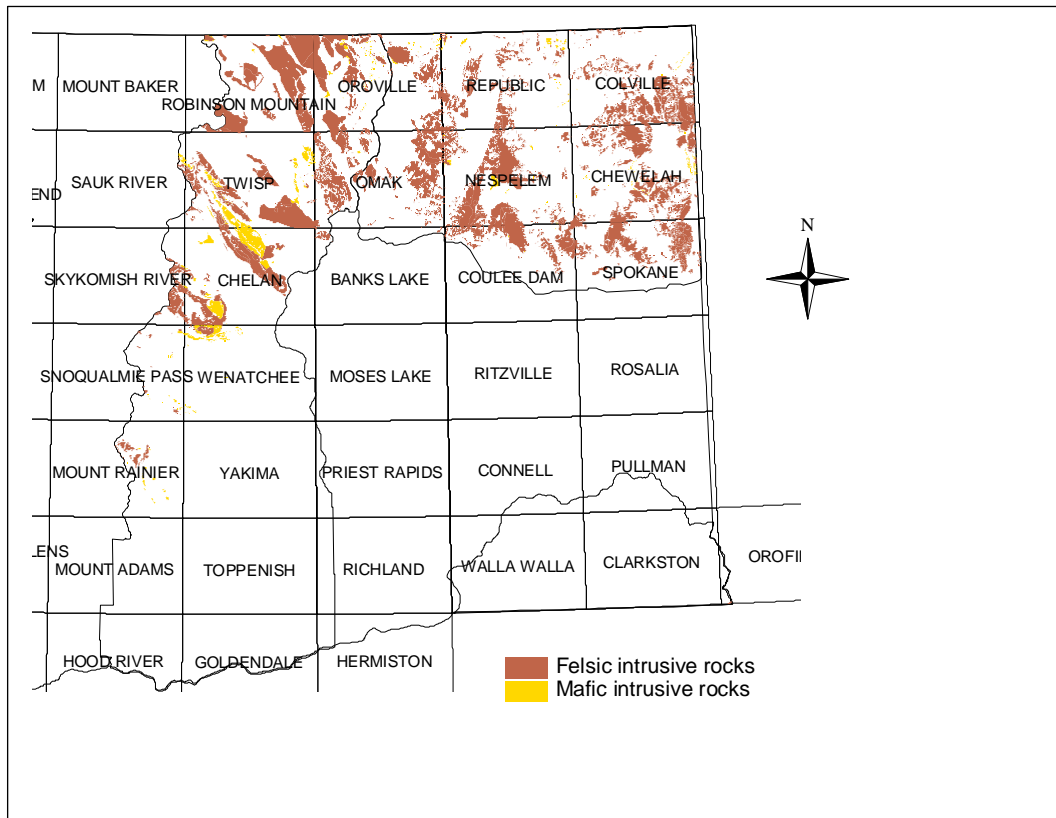 M
MOUNT BAKER
ROBINSON MOUNTAIN
OROVILLE
REPUBLIC
COLVILLE
END
SAUK RIVER
TWISP
OMAK
NESPELEM
CHEWELAH
N
SKYKOMISH RIVER
CHELAN
BANKS LAKE
COULEE DAM
SPOKANE
SNOQUALMIE PASS
WENATCHEE
MOSES LAKE
RITZVILLE
ROSALIA
MOUNT RAINIER
YAKIMA
PRIEST RAPIDS
CONNELL
PULLMAN
LENS
MOUNT ADAMS
TOPPENISH
RICHLAND
WALLA WALLA
CLARKSTON
OROFI
HOOD RIVER
GOLDENDALE
HERMISTON
Felsic intrusive rocks
Mafic intrusive rocks